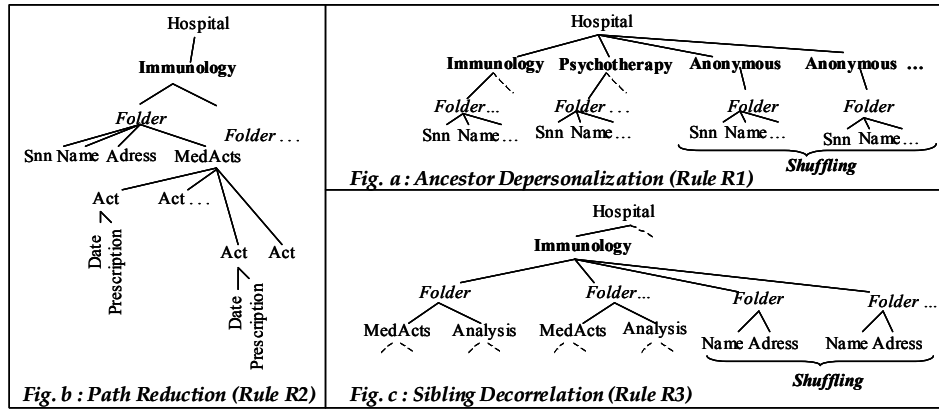 Hospital
Immunology
Folder
Folder . . .
Snn Name Adress MedActs
Act Act . . .
Date
Prescription
Act Act
Date
Prescription
Fig. b : Path Reduction (Rule R2)
Hospital
Immunology Psychotherapy Anonymous Anonymous ...
Folder ... Folder . . . Folder Folder
Snn Name... Snn Name... Snn Name... Snn Name...
Shuffling
Fig. a : Ancestor Depersonalization (Rule R1)
Hospital
Immunology
Folder Folder ... Folder Folder ...
MedActs Analysis MedActs Analysis Name Adress Name Adress
Shuffling
Fig. c : Sibling Decorrelation (Rule R3)